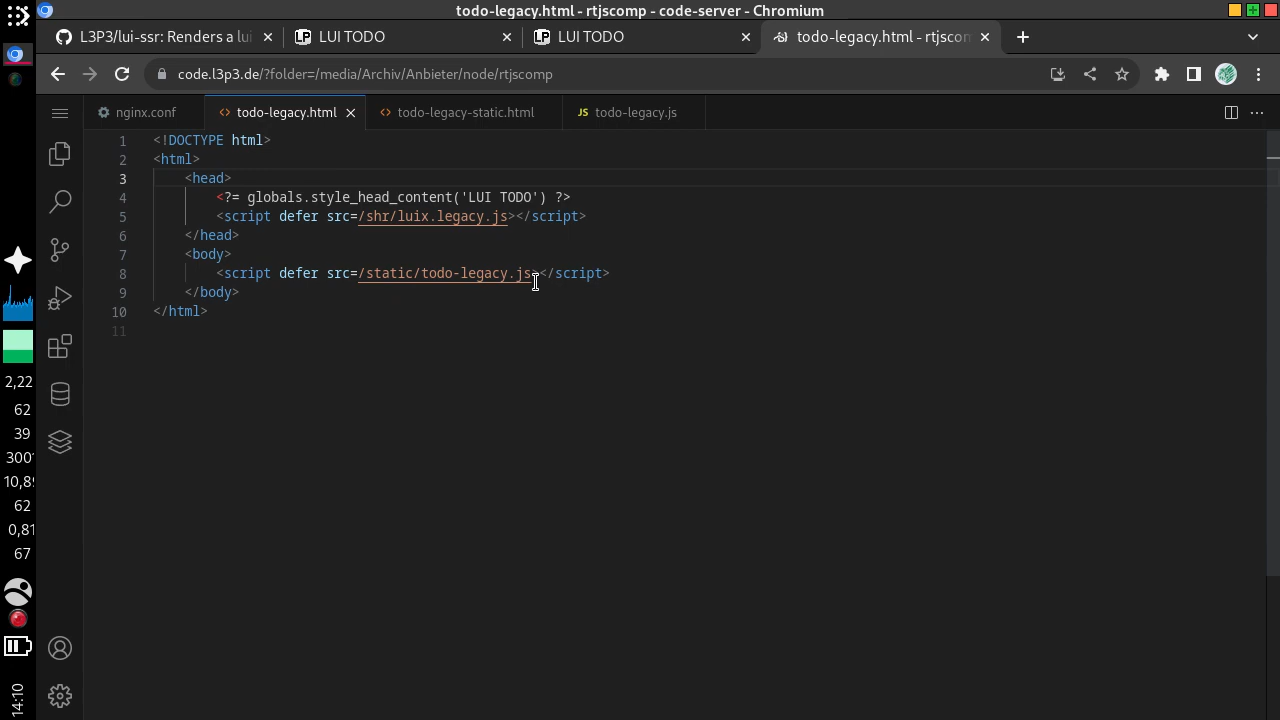 todo-legacy.html - rtjscomp - code-server - Chromium
L3P3/lui-ssr: Renders a lui
LUI TODO
LUI TODO
todo-legacy.html - rtjscom
code.l3p3.de/?folder=/media/Archiv/Anbieter/node/rtjscomp
nginx.conf
todo-legacy.html
todo-legacy-static.html
JS todo-legacy.js
1 <!DOCTYPE html>
2 <html>
3 <head>
4 <?= globals.style_head_content('LUI TODO') ?>
5 <script defer src=/shr/luix.legacy.js></script>
6 </head>
7 <body>
8 <script defer src=/static/todo-legacy.js></script>
9 </body>
10 </html>
11
2,22
62
39
300
10,8
62
0,81
67
14:10